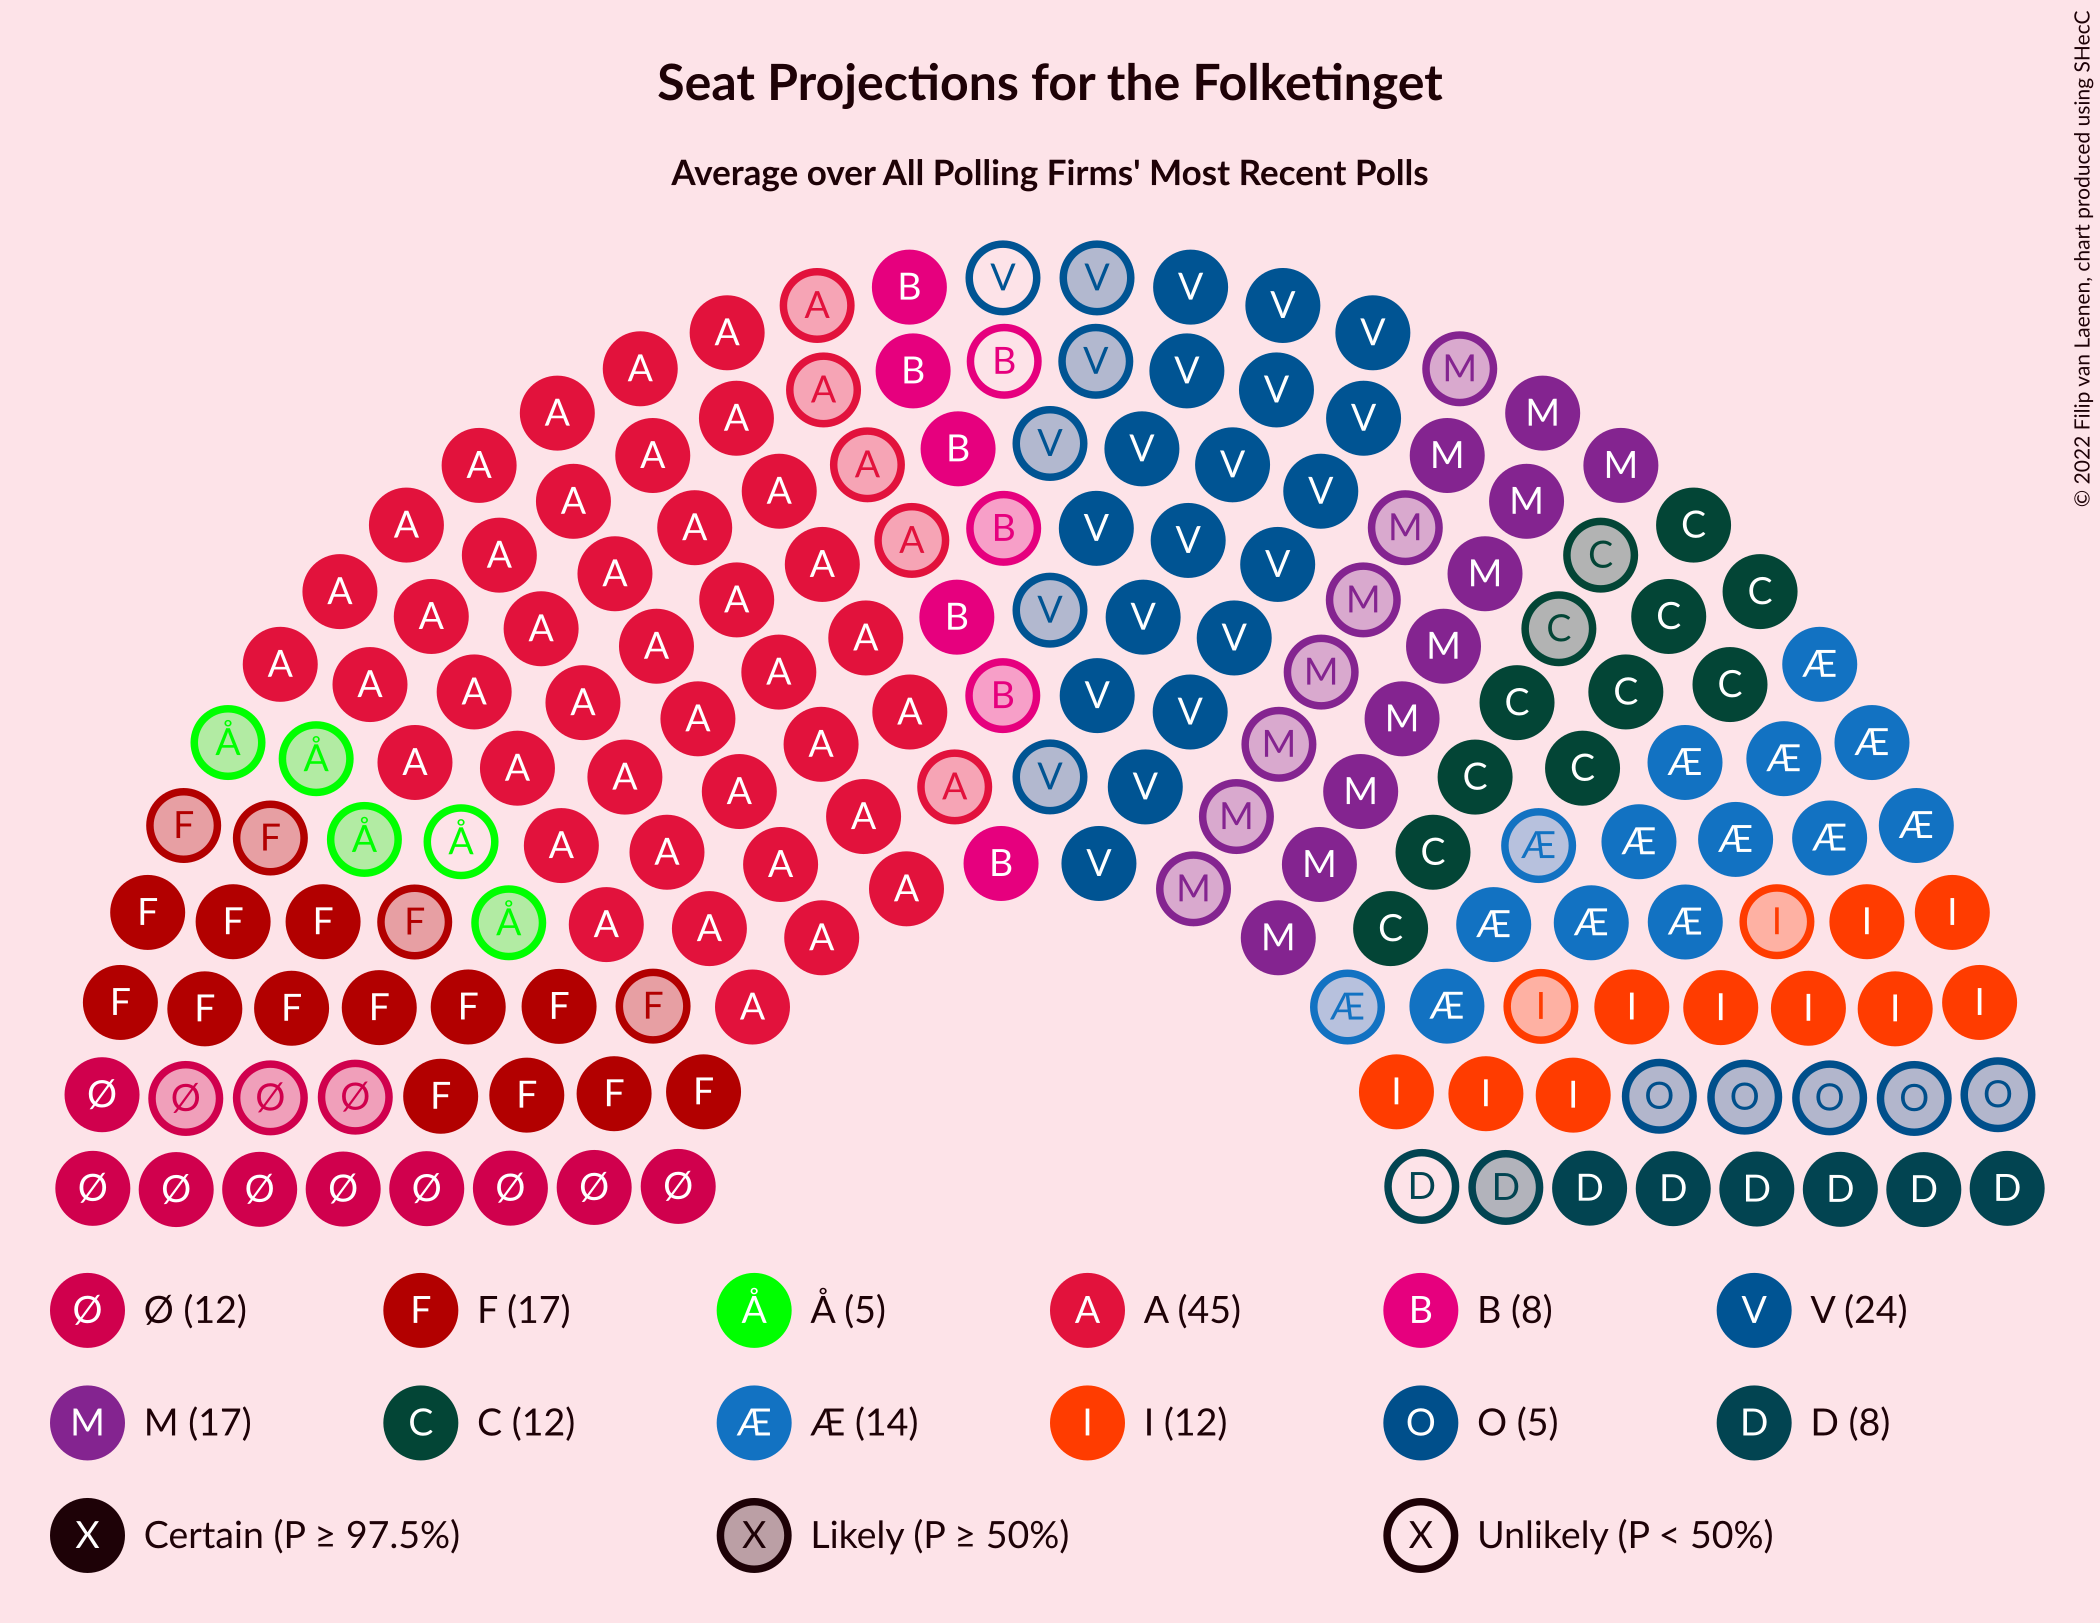 Seat Projections for the Folketinget
Average over All Polling Firms' Most Recent Polls
© 2022 Filip van Laenen, chart produced using SHecC
A B V V V V
A A A B B V V V V M
A A A A A B V V V V M M M
A A A A A A B V V V M M C C
A A A A A A B V V V M M C C C
A A A A A A A A B V V V M M C C C Æ
Å Å A A A A A A A V V M M M C C Æ Æ Æ
F F Å Å A A A A A B V M M M C Æ Æ Æ Æ Æ
F F F F Å A A A M C Æ Æ Æ I I I
F F F F F F F A Æ Æ I I I I I I
Ø Ø Ø Ø F F F F I I I O O O O O
Ø Ø Ø Ø Ø Ø Ø Ø D D D D D D D D
Ø Ø (12) F F (17) Å Å (5) A A (45) B B (8) V V (24)
M M (17) C C (12) Æ Æ (14) I I (12) O O (5) D D (8)
X Certain (P ≥ 97.5%) X Likely (P ≥ 50%) X Unlikely (P < 50%)